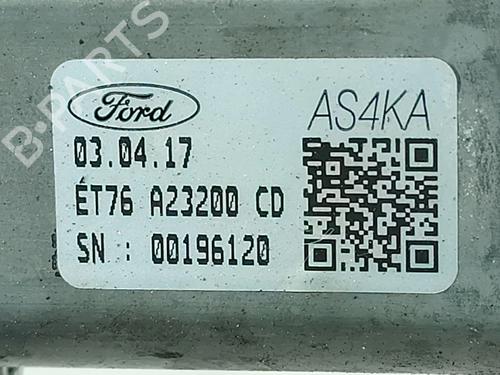 B-PARTS
Ford
AS4KA
03.04.17
ÉT76 A23200 CD
SN : 00196120